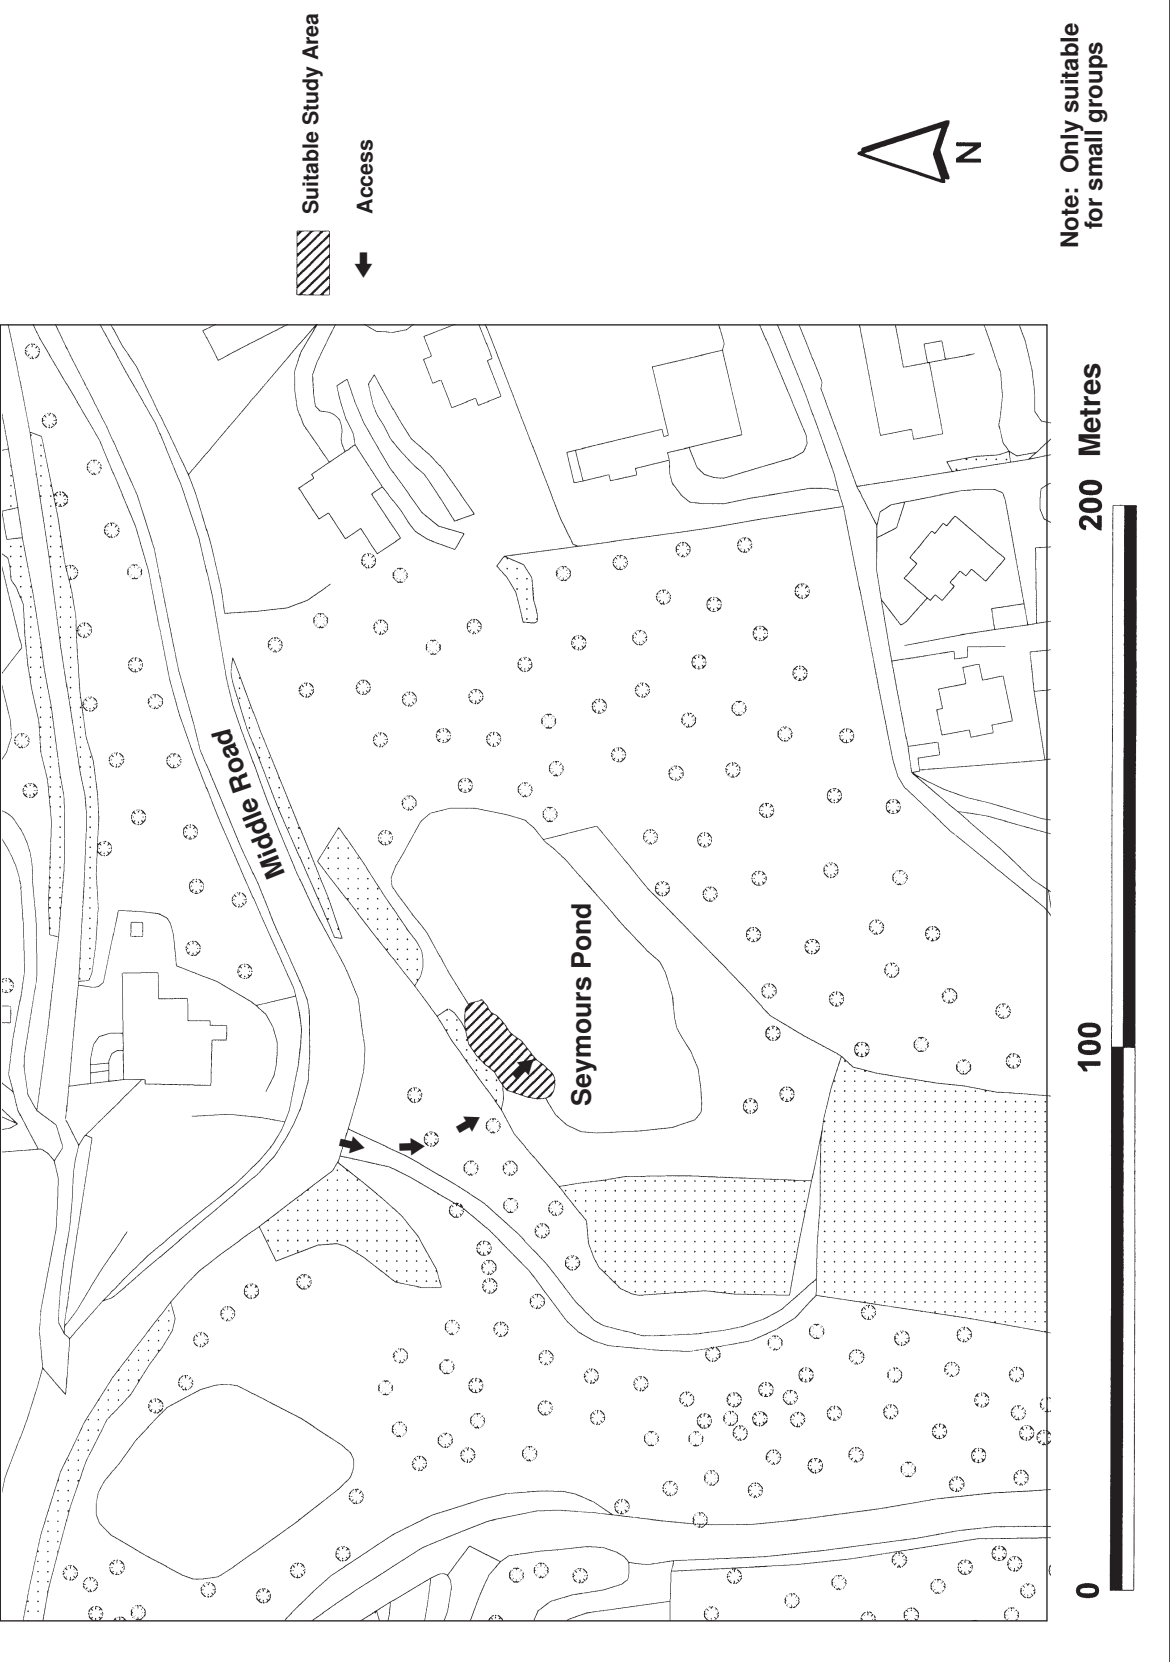 Suitable Study Area
Access
N
Note: Only suitable
for small groups
Middle Road
Seymours Pond
0
100
200 Metres